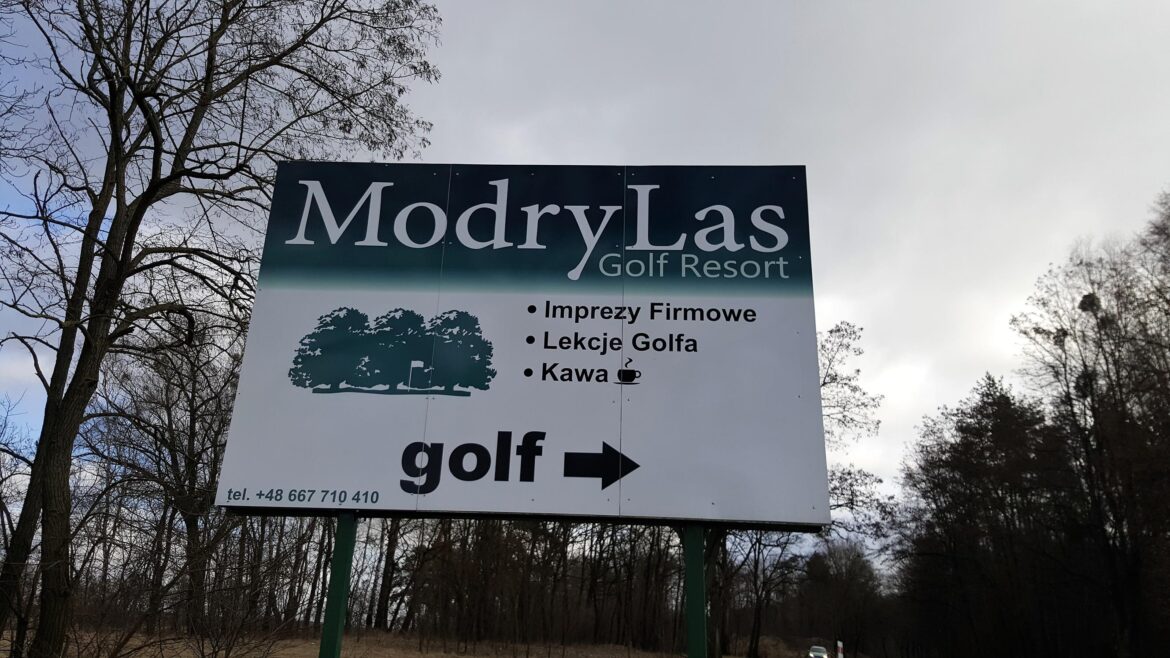 ModryLas
Golf Resort
• Imprezy Firmowe
• Lekcje Golfa
• Kawa
golf
tel. +48 667 710 410